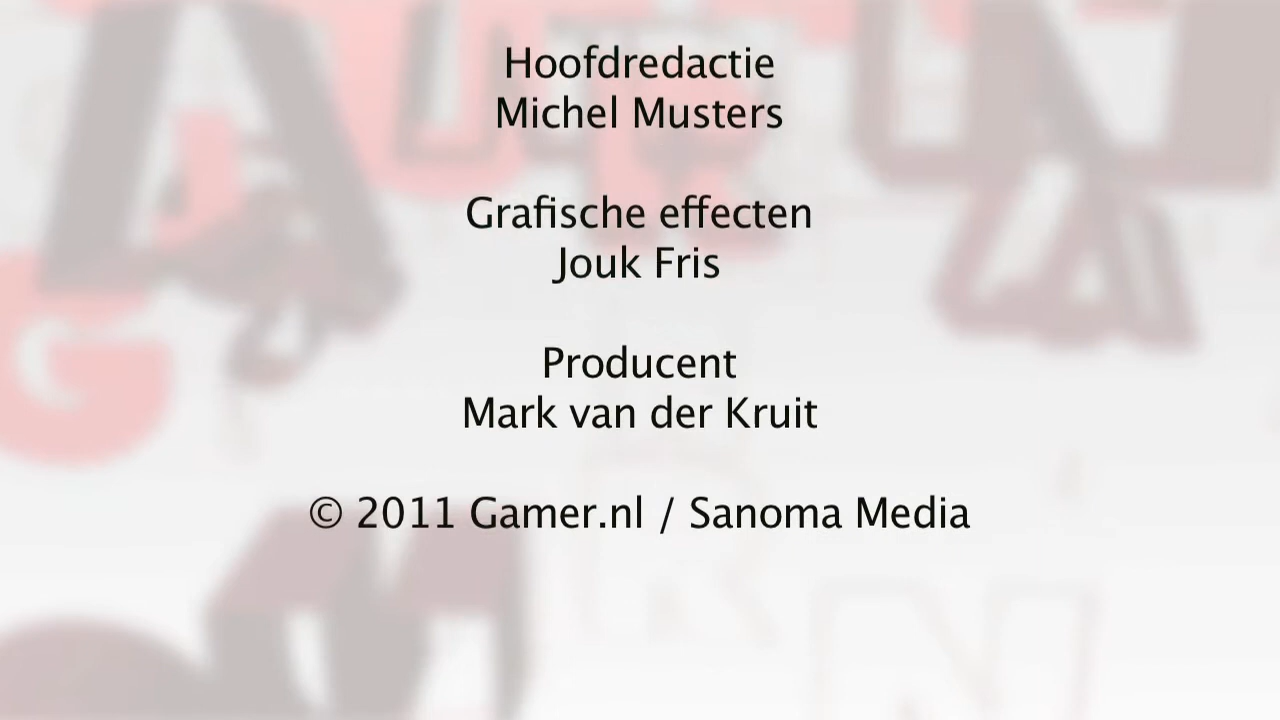 Hoofdredactie
Michel Musters
Grafische effecten
Jouk Fris
Producent
Mark van der Kruit
© 2011 Gamer.nl / Sanoma Media